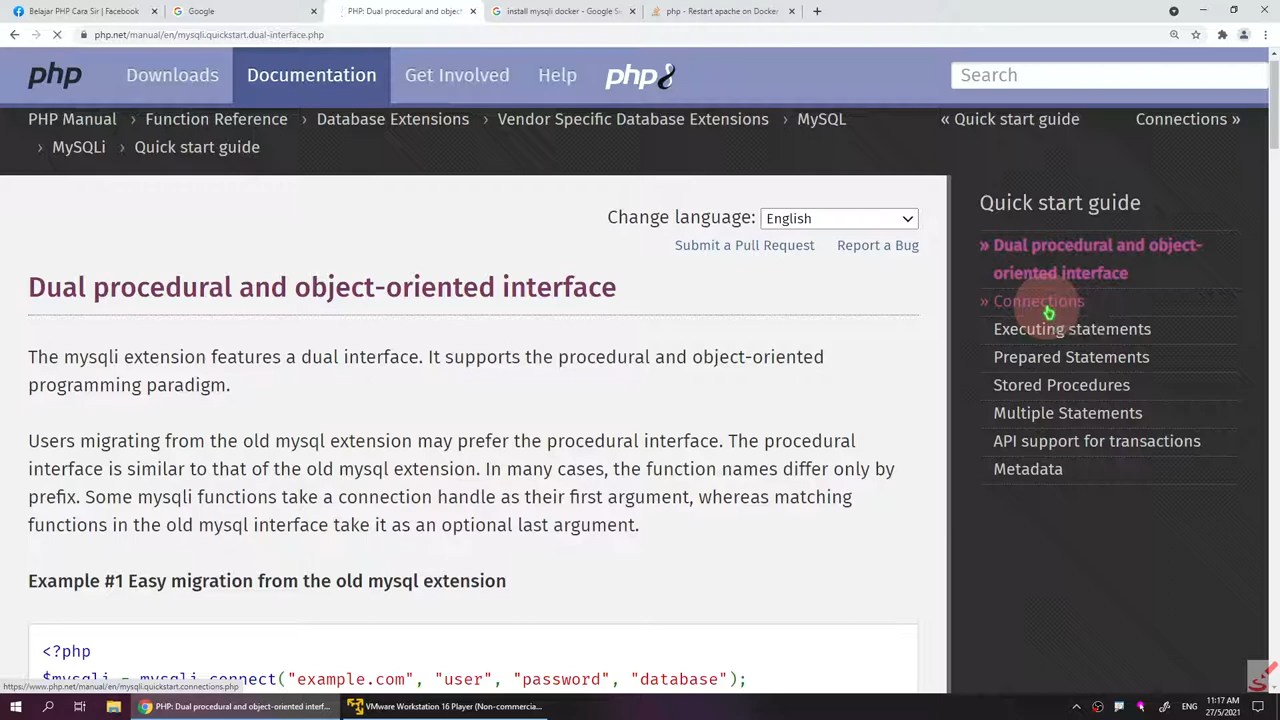 Belajar PHP Cara Sir | Facebook
Google
PHP: Dual procedural and object-
install mysqli docker - Google Se
php - Restart apache on Docker
php.net/manual/en/mysqli.quickstart.dual-interface.php
php
Downloads
Documentation
Get Involved
Help
php8
Search
PHP Manual › Function Reference › Database Extensions › Vendor Specific Database Extensions › MySQL
› MySQLi › Quick start guide
« Quick start guide
Connections »
Change language: English
Submit a Pull Request
Report a Bug
Dual procedural and object-oriented interface
The mysqli extension features a dual interface. It supports the procedural and object-oriented
programming paradigm.
Users migrating from the old mysql extension may prefer the procedural interface. The procedural
interface is similar to that of the old mysql extension. In many cases, the function names differ only by
prefix. Some mysqli functions take a connection handle as their first argument, whereas matching
functions in the old mysql interface take it as an optional last argument.
Example #1 Easy migration from the old mysql extension
<?php
$mysqli = mysqli_connect("example.com", "user", "password", "database");
Quick start guide
» Dual procedural and object-
oriented interface
» Connections
Executing statements
Prepared Statements
Stored Procedures
Multiple Statements
API support for transactions
Metadata
https://www.php.net/manual/en/mysqli.quickstart.connections.php
PHP: Dual procedural and object-oriented interf...
VMware Workstation 16 Player (Non-commercia...
ENG
11:17 AM
27/5/2021